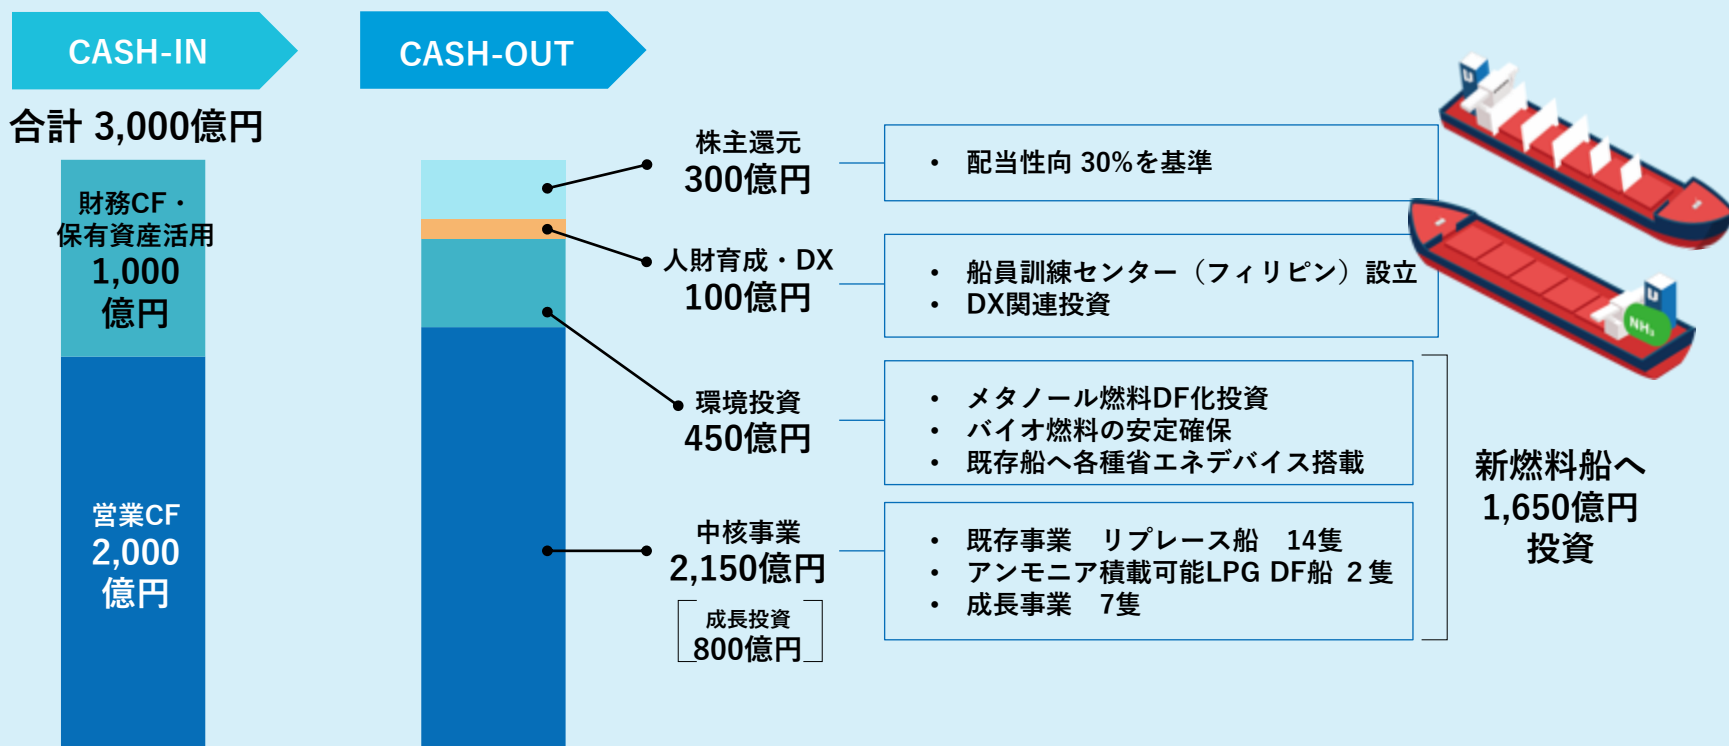 CASH-IN
CASH-OUT
合計 3,000億円
財務CF・
保有資産活用
1,000
億円
営業CF
2,000
億円
株主還元
300億円
• 配当性向 30%を基準
人財育成・DX
100億円
• 船員訓練センター（フィリピン）設立
• DX関連投資
環境投資
450億円
• メタノール燃料DF化投資
• バイオ燃料の安定確保
• 既存船へ各種省エネデバイス搭載
中核事業
2,150億円
成長投資
800億円
• 既存事業　リプレース船　14隻
• アンモニア積載可能LPG DF船 ２隻
• 成長事業　7隻
新燃料船へ
1,650億円
投資
U
U
NH₃